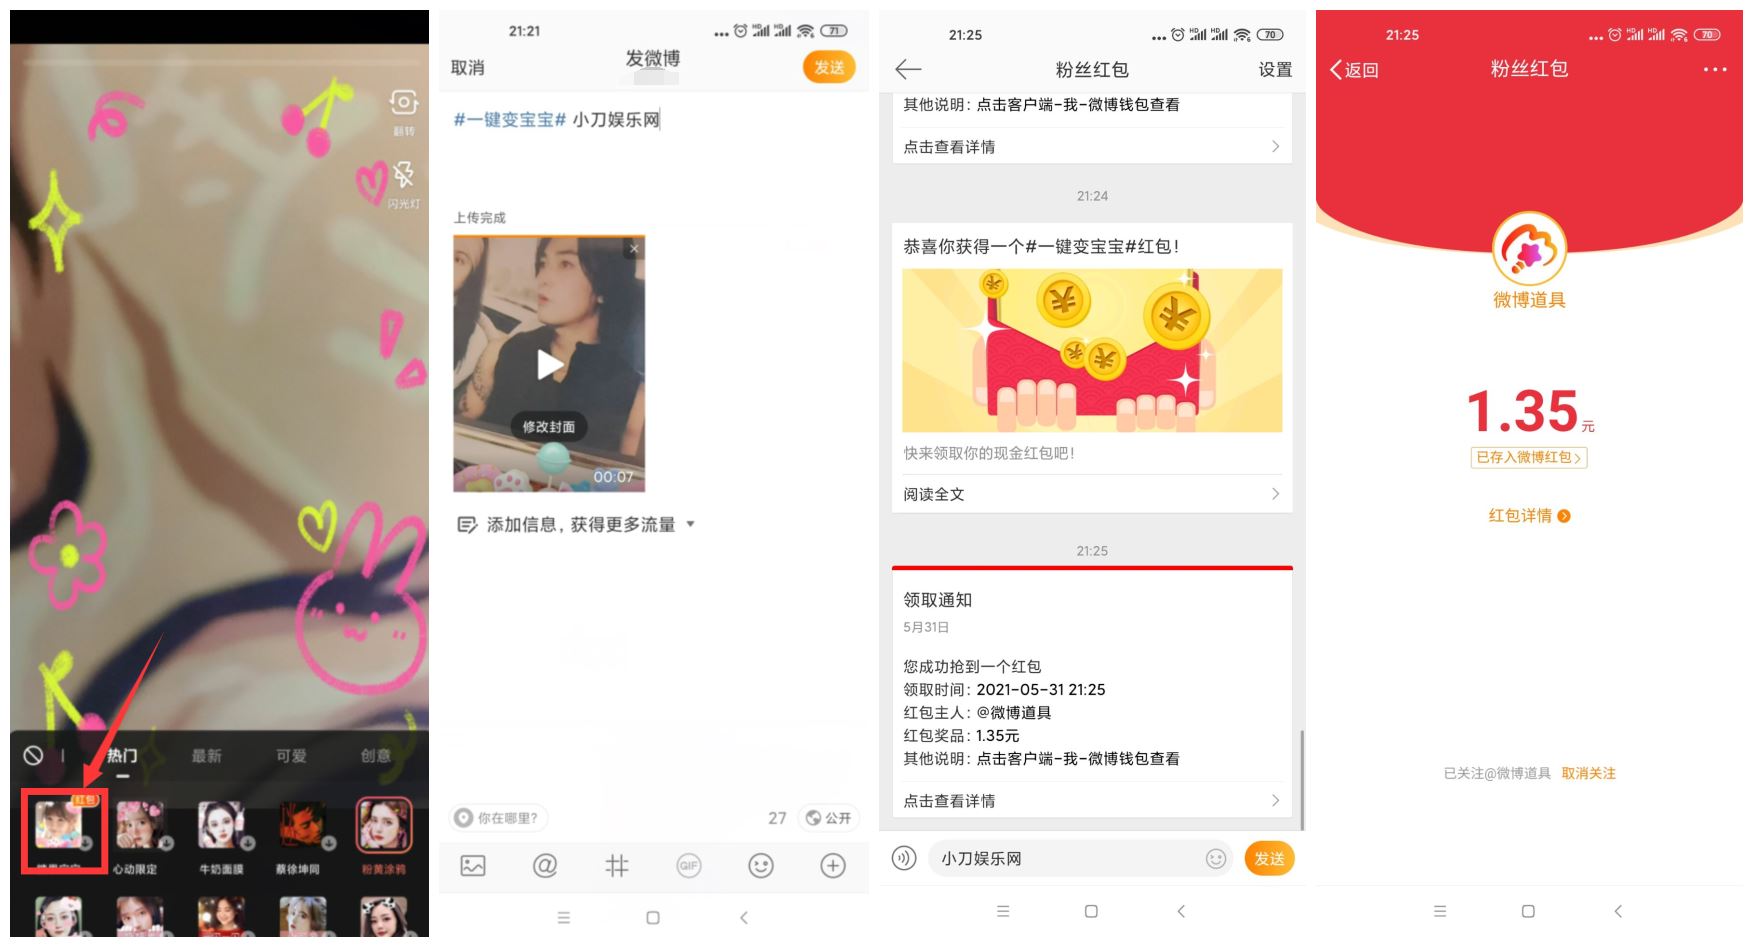 翻转
闪光灯
热门
最新
可爱
创意
红包
心动限定
牛奶面膜
蔡徐坤同
粉黄涂鸦
21:21
71
取消
发微博
发送
#一键变宝宝# 小刀娱乐网
上传完成
修改封面
00:07
添加信息，获得更多流量
你在哪里？
27
公开
GIF
21:25
70
粉丝红包
设置
其他说明：点击客户端-我-微博钱包查看
点击查看详情
21:24
恭喜你获得一个#一键变宝宝#红包！
快来领取你的现金红包吧！
阅读全文
21:25
领取通知
5月31日
您成功抢到一个红包
领取时间：2021-05-31 21:25
红包主人：@微博道具
红包奖品：1.35元
其他说明：点击客户端-我-微博钱包查看
点击查看详情
小刀娱乐网
发送
21:25
70
返回
粉丝红包
微博道具
1.35元
已存入微博红包
红包详情
已关注@微博道具 取消关注